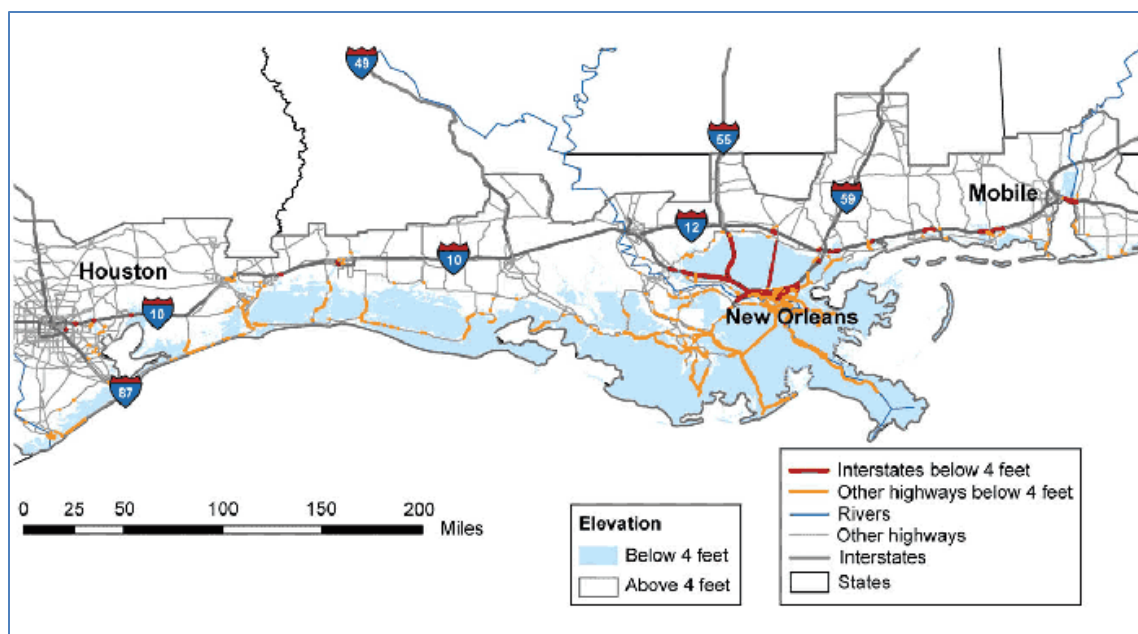 49
55
59
Mobile
12
10
Houston
10
New Orleans
87
0 25 50 100 150 200
Miles
Elevation
Below 4 feet
Above 4 feet
Interstates below 4 feet
Other highways below 4 feet
Rivers
Other highways
Interstates
States